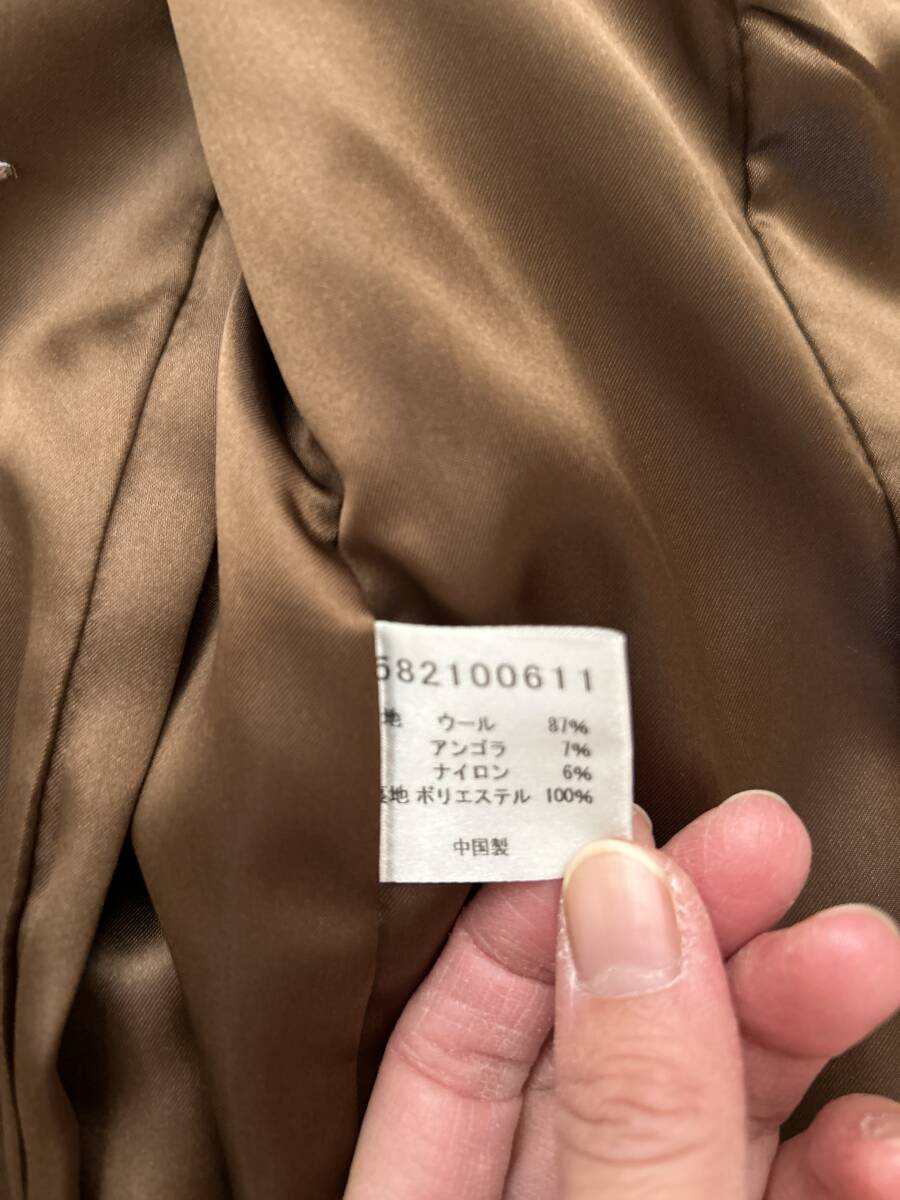 582100611
地 ウール 87%
アンゴラ 7%
ナイロン 6%
裏地 ポリエステル 100%
中国製